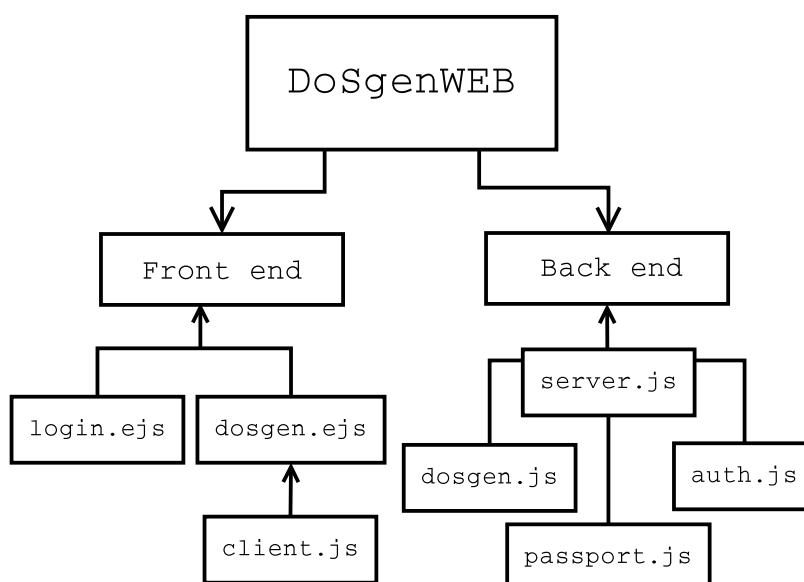 DoSgenWEB
Front end
Back end
server.js
login.ejs
dosgen.ejs
dosgen.js
auth.js
client.js
passport.js